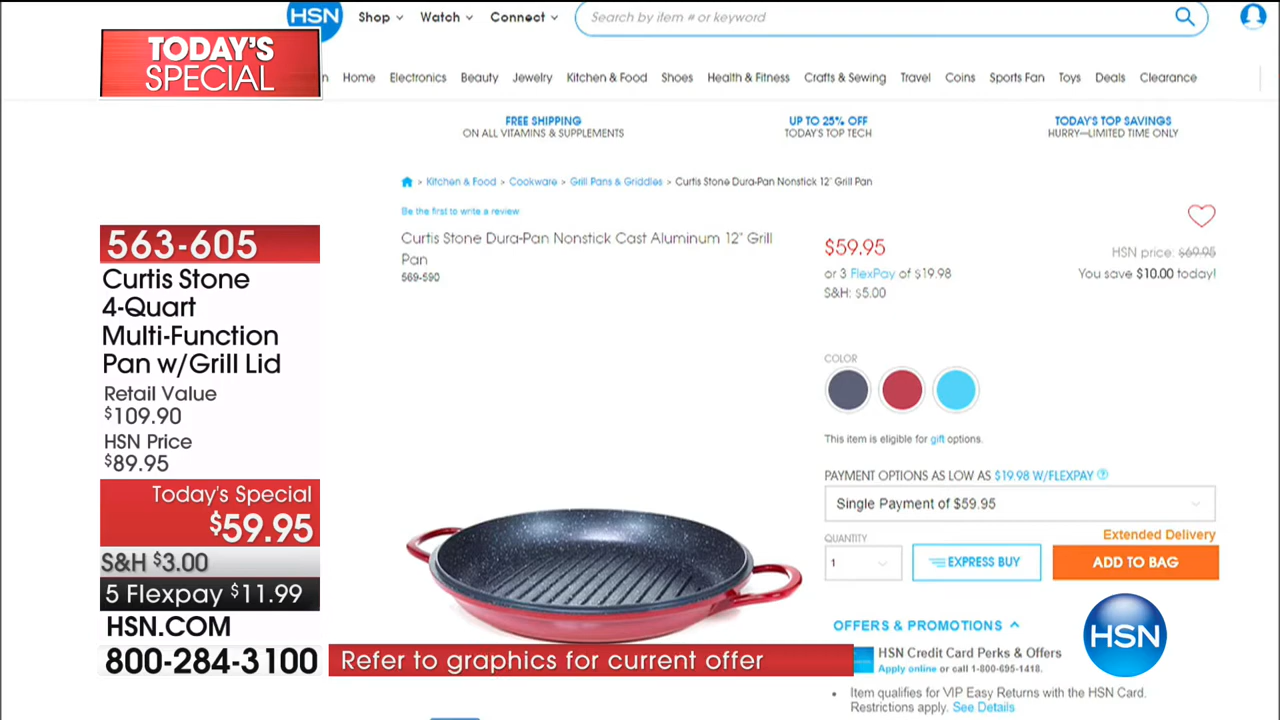 HSN
Shop
Watch
Connect
Search by item # or keyword
TODAY'S
SPECIAL
Home
Electronics
Beauty
Jewelry
Kitchen & Food
Shoes
Health & Fitness
Crafts & Sewing
Travel
Coins
Sports Fan
Toys
Deals
Clearance
FREE SHIPPING
ON ALL VITAMINS & SUPPLEMENTS
UP TO 25% OFF
TODAY'S TOP TECH
TODAY'S TOP SAVINGS
HURRY—LIMITED TIME ONLY
> Kitchen & Food > Cookware > Grill Pans & Griddles > Curtis Stone Dura-Pan Nonstick 12" Grill Pan
Be the first to write a review
Curtis Stone Dura-Pan Nonstick Cast Aluminum 12" Grill
Pan
569-590
$59.95
or 3 FlexPay of $19.98
S&H: $5.00
HSN price: $69.95
You save $10.00 today!
COLOR
This item is eligible for gift options.
PAYMENT OPTIONS AS LOW AS $19.98 W/FLEXPAY ?
Single Payment of $59.95
Extended Delivery
QUANTITY
1
EXPRESS BUY
ADD TO BAG
OFFERS & PROMOTIONS
HSN Credit Card Perks & Offers
Apply online or call 1-800-695-1418.
• Item qualifies for VIP Easy Returns with the HSN Card.
Restrictions apply. See Details
HSN
563-605
Curtis Stone
4-Quart
Multi-Function
Pan w/Grill Lid
Retail Value
$109.90
HSN Price
$89.95
Today's Special
$59.95
S&H $3.00
5 Flexpay $11.99
HSN.COM
800-284-3100
Refer to graphics for current offer